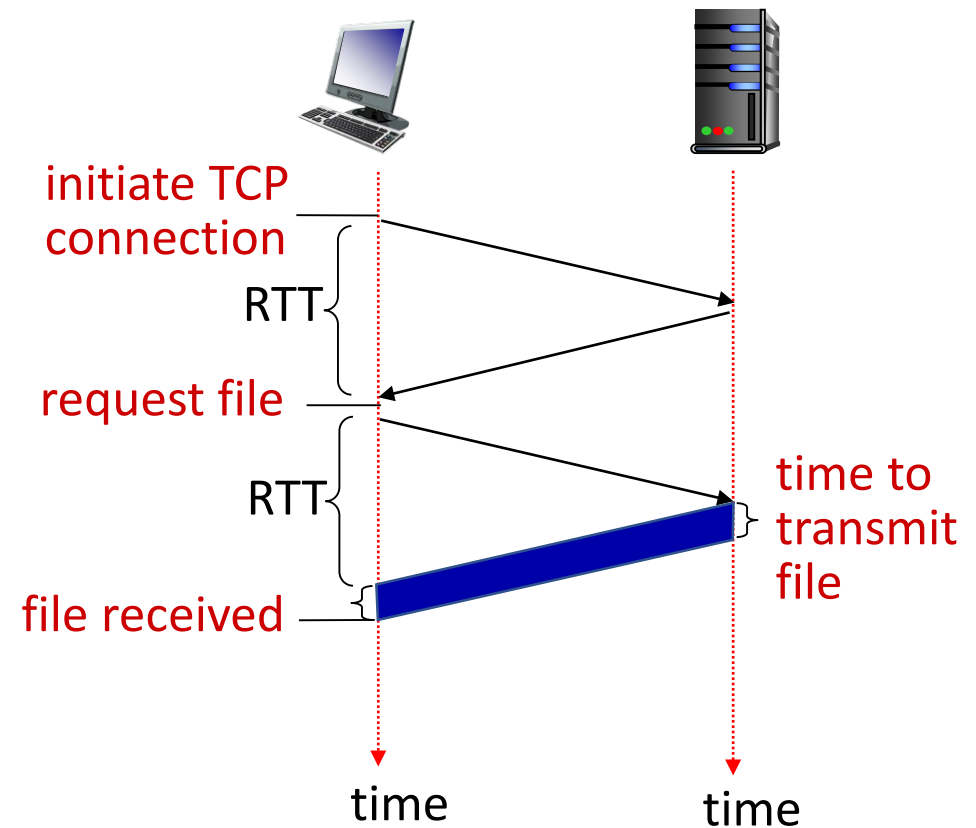 initiate TCP
connection
RTT
request file
RTT
time to
transmit
file
file received
time
time